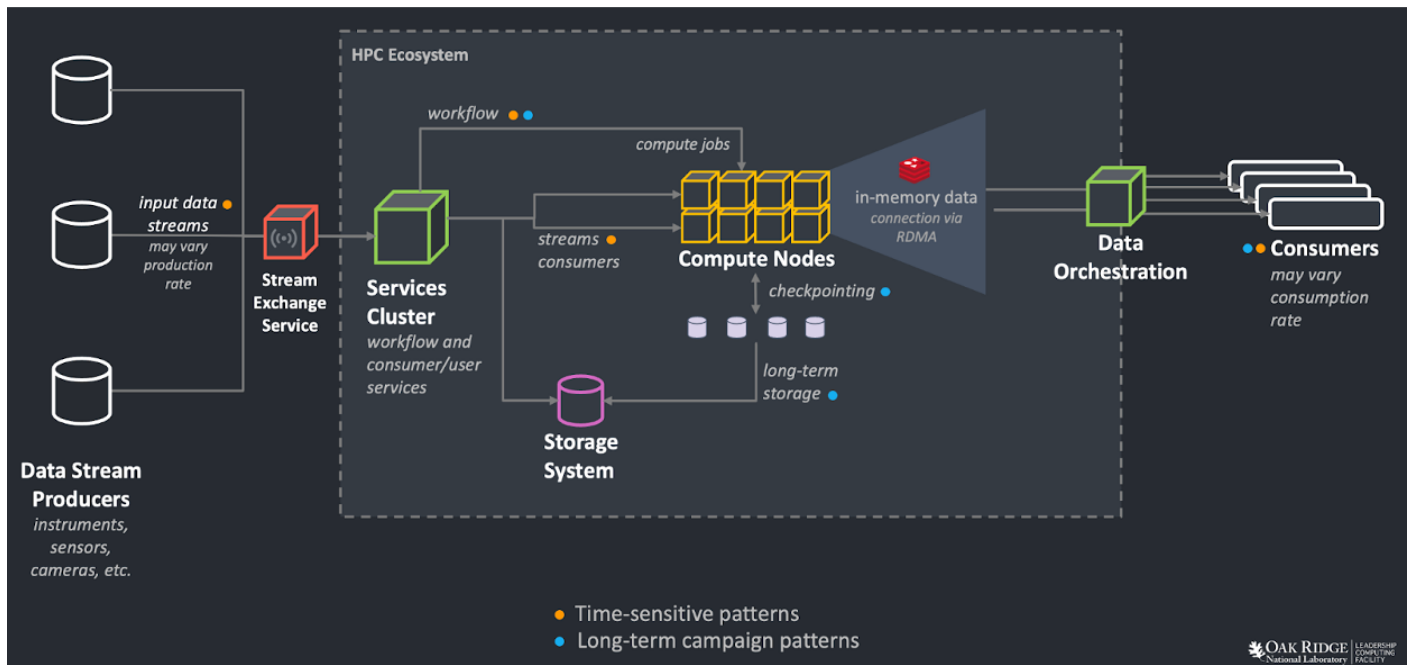 HPC Ecosystem
workflow
compute jobs
input data
streams
may vary
production
rate
Stream
Exchange
Service
Services
Cluster
workflow and
consumer/user
services
streams
consumers
Compute Nodes
in-memory data
connection via
RDMA
checkpointing
long-term
storage
Storage
System
Data
Orchestration
Consumers
may vary
consumption
rate
Data Stream
Producers
instruments,
sensors,
cameras, etc.
Time-sensitive patterns
Long-term campaign patterns
OAK RIDGE
National Laboratory
LEADERSHIP
COMPUTING
FACILITY